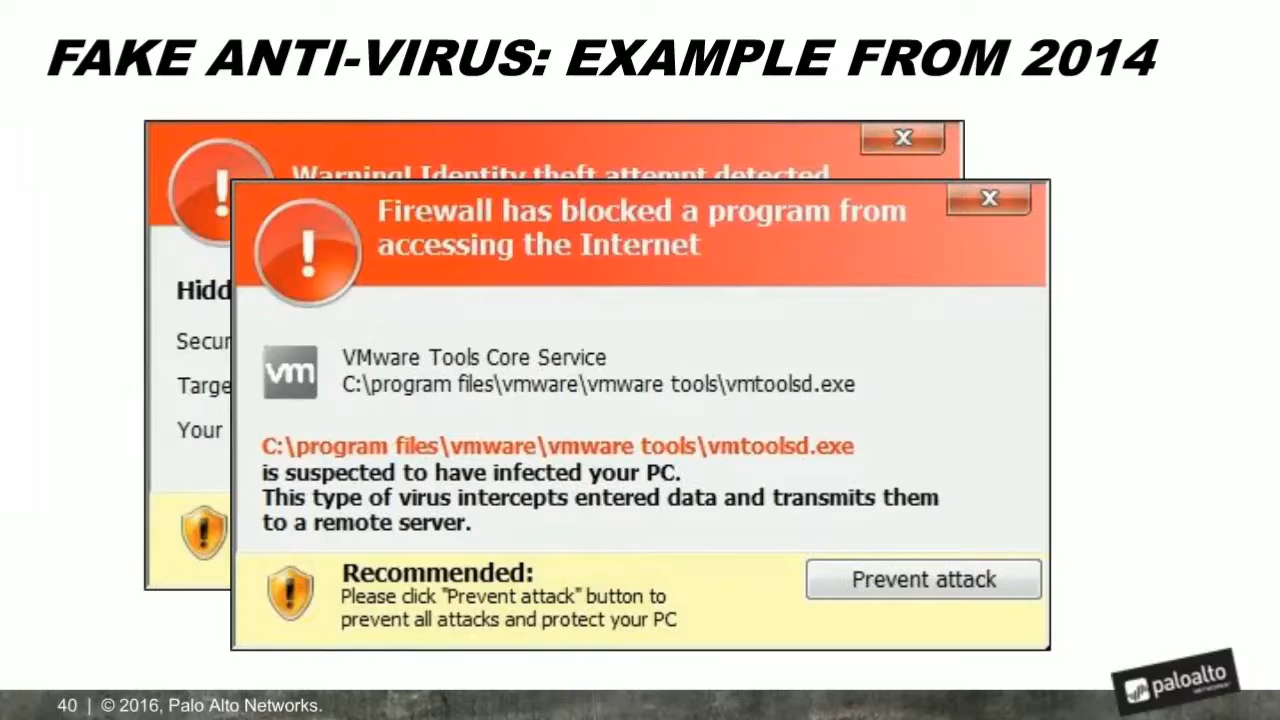 FAKE ANTI-VIRUS: EXAMPLE FROM 2014
x
Warning! Identity theft attempt detected
!
Firewall has blocked a program from
accessing the Internet
x
!
Hidd
Secur
Targe
Your
vm
VMware Tools Core Service
C:\program files\vmware\vmware tools\vmtoolsd.exe
C:\program files\vmware\vmware tools\vmtoolsd.exe
is suspected to have infected your PC.
This type of virus intercepts entered data and transmits them
to a remote server.
Recommended:
Please click "Prevent attack" button to
prevent all attacks and protect your PC
Prevent attack
paloalto
NETWORKS
40 | © 2016, Palo Alto Networks.